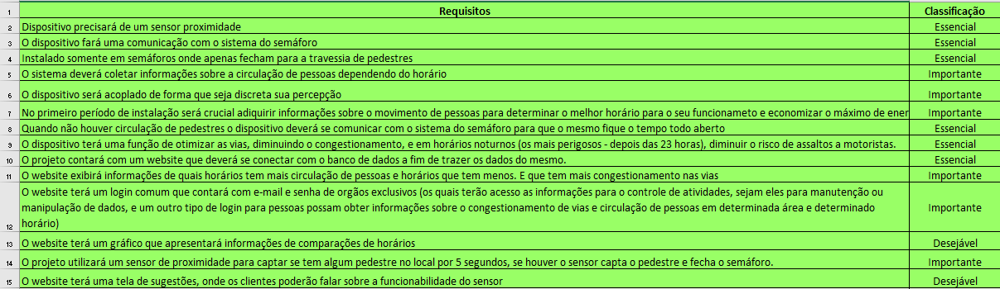 1 Requisitos Classificação
2 Dispositivo precisará de um sensor proximidade Essencial
3 O dispositivo fará uma comunicação com o sistema do semáforo Essencial
4 Instalado somente em semáforos onde apenas fecham para a travessia de pedestres Essencial
5 O sistema deverá coletar informações sobre a circulação de pessoas dependendo do horário Importante
6 O dispositivo será acoplado de forma que seja discreta sua percepção Importante
7 No primeiro período de instalação será crucial adiquirir informações sobre o movimento de pessoas para determinar o melhor horário para o seu funcionameto e economizar o máximo de ener Importante
8 Quando não houver circulação de pedestres o dispositivo deverá se comunicar com o sistema do semáforo para que o mesmo fique o tempo todo aberto Essencial
9 O dispositivo terá uma função de otimizar as vias, diminuindo o congestionamento, e em horários noturnos (os mais perigosos - depois das 23 horas), diminuir o risco de assaltos a motoristas. Essencial
10 O projeto contará com um website que deverá se conectar com o banco de dados a fim de trazer os dados do mesmo. Essencial
11 O website exibirá informações de quais horários tem mais circulação de pessoas e horários que tem menos. E que tem mais congestionamento nas vias Importante
O website terá um login comum que contará com e-mail e senha de orgãos exclusivos (os quais terão acesso as informações para o controle de atividades, sejam eles para manutenção ou
manipulação de dados, e um outro tipo de login para pessoas possam obter informações sobre o congestionamento de vias e circulação de pessoas em determinada área e determinado Importante
12 horário)
13 O website terá um gráfico que apresentará informações de comparações de horários Desejável
14 O projeto utilizará um sensor de proximidade para captar se tem algum pedestre no local por 5 segundos, se houver o sensor capta o pedestre e fecha o semáforo. Importante
15 O website terá uma tela de sugestões, onde os clientes poderão falar sobre a funcionabilidade do sensor Desejável